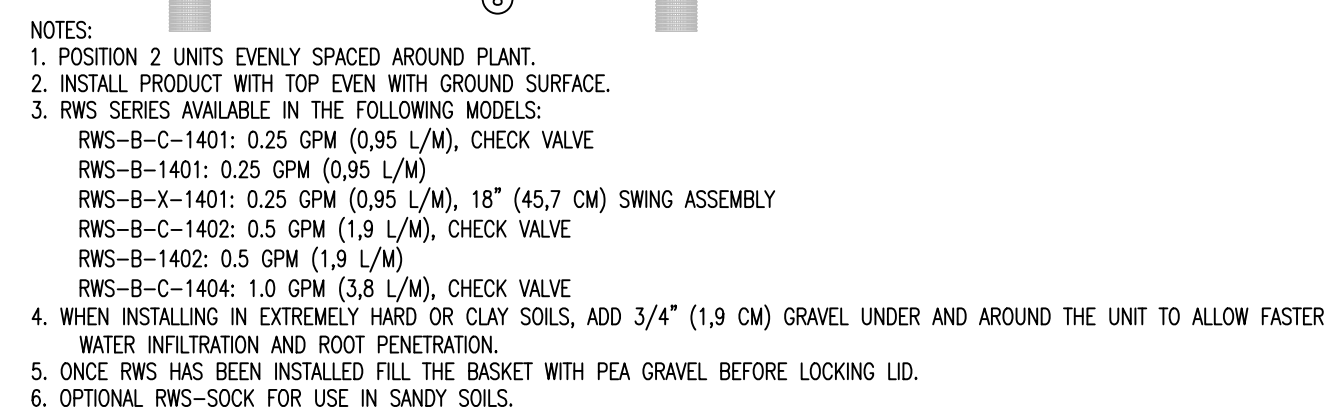 NOTES:
1. POSITION 2 UNITS EVENLY SPACED AROUND PLANT.
2. INSTALL PRODUCT WITH TOP EVEN WITH GROUND SURFACE.
3. RWS SERIES AVAILABLE IN THE FOLLOWING MODELS:
RWS-B-C-1401: 0.25 GPM (0,95 L/M), CHECK VALVE
RWS-B-1401: 0.25 GPM (0,95 L/M)
RWS-B-X-1401: 0.25 GPM (0,95 L/M), 18" (45,7 CM) SWING ASSEMBLY
RWS-B-C-1402: 0.5 GPM (1,9 L/M), CHECK VALVE
RWS-B-1402: 0.5 GPM (1,9 L/M)
RWS-B-C-1404: 1.0 GPM (3,8 L/M), CHECK VALVE
4. WHEN INSTALLING IN EXTREMELY HARD OR CLAY SOILS, ADD 3/4" (1,9 CM) GRAVEL UNDER AND AROUND THE UNIT TO ALLOW FASTER
WATER INFILTRATION AND ROOT PENETRATION.
5. ONCE RWS HAS BEEN INSTALLED FILL THE BASKET WITH PEA GRAVEL BEFORE LOCKING LID.
6. OPTIONAL RWS-SOCK FOR USE IN SANDY SOILS.